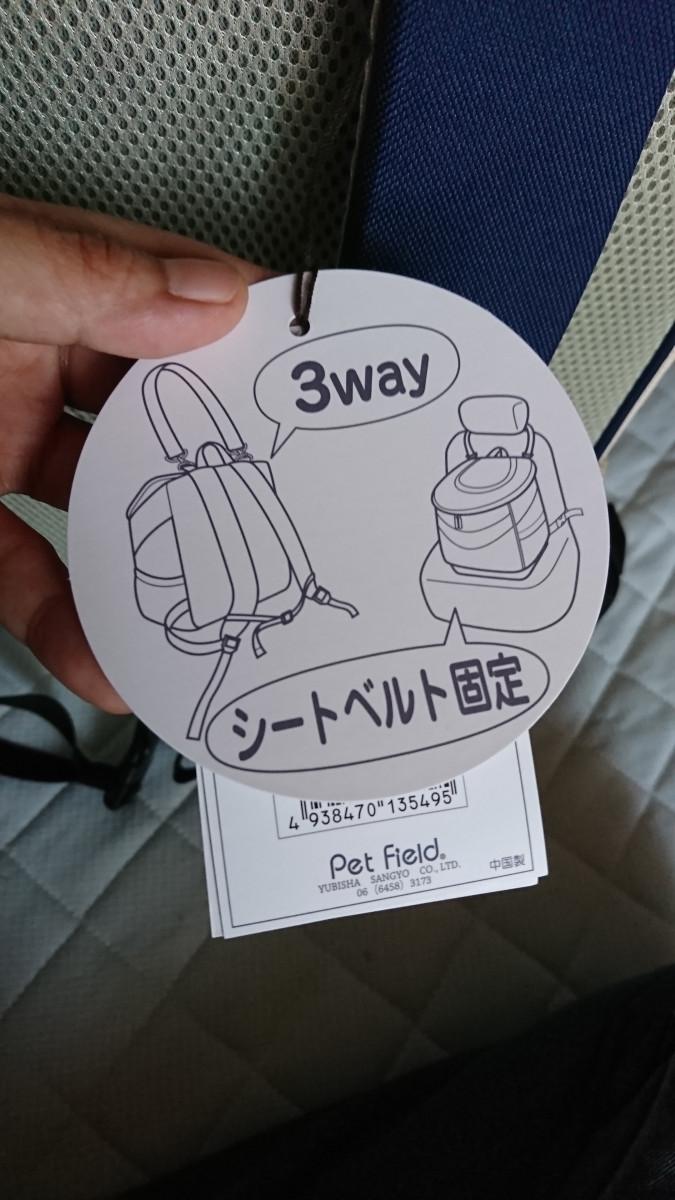 3way
シートベルト固定
4 938470 135495
Pet Field®
YUBISHA SANGYO CO., LTD.
06 (6458) 3173
中国製